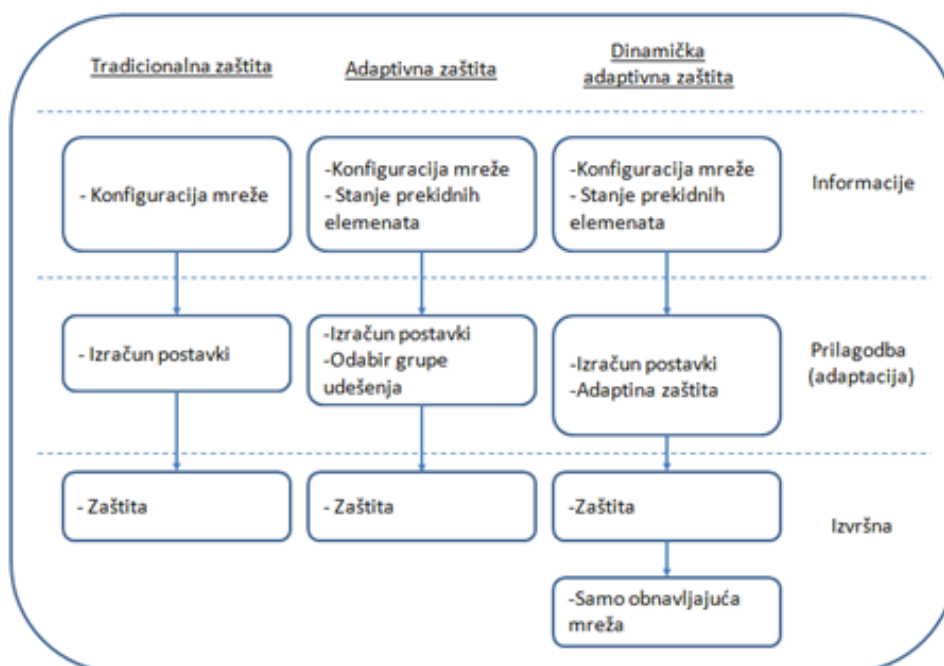 Tradicionalna zaštita
Adaptivna zaštita
Dinamička
adaptivna zaštita
- Konfiguracija mreže
-Konfiguracija mreže
- Stanje prekidnih
elemenata
-Konfiguracija mreže
- Stanje prekidnih
elemenata
Informacije
- Izračun postavki
-Izračun postavki
-Odabir grupe
udešenja
-Izračun postavki
-Adaptina zaštita
Prilagodba
(adaptacija)
- Zaštita
- Zaštita
-Zaštita
Izvršna
-Samo obnavljajuća
mreža